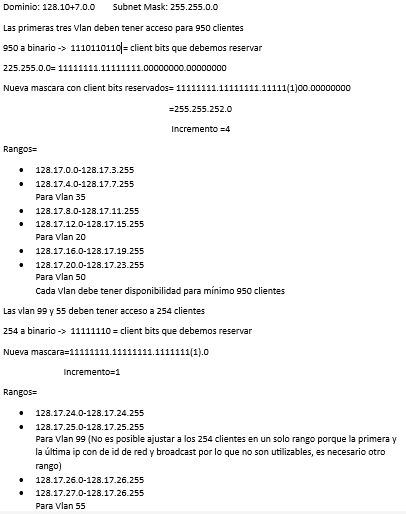 Dominio: 128.10+7.0.0 Subnet Mask: 255.255.0.0
Las primeras tres Vlan deben tener acceso para 950 clientes
950 a binario -> 1110110110= client bits que debemos reservar
225.255.0.0= 11111111.11111111.00000000.00000000
Nueva mascara con client bits reservados= 11111111.11111111.11111(1)00.00000000
=255.255.252.0
Incremento =4
Rangos=
• 128.17.0.0-128.17.3.255
• 128.17.4.0-128.17.7.255
Para Vlan 35
• 128.17.8.0-128.17.11.255
• 128.17.12.0-128.17.15.255
Para Vlan 20
• 128.17.16.0-128.17.19.255
• 128.17.20.0-128.17.23.255
Para Vlan 50
Cada Vlan debe tener disponibilidad para mínimo 950 clientes
Las vlan 99 y 55 deben tener acceso a 254 clientes
254 a binario -> 11111110 = client bits que debemos reservar
Nueva mascara=11111111.11111111.1111111(1).0
Incremento=1
Rangos=
• 128.17.24.0-128.17.24.255
• 128.17.25.0-128.17.25.255
Para Vlan 99 (No es posible ajustar a los 254 clientes en un solo rango porque la primera y
la última ip con de id de red y broadcast por lo que no son utilizables, es necesario otro
rango)
• 128.17.26.0-128.17.26.255
• 128.17.27.0-128.17.26.255
Para Vlan 55